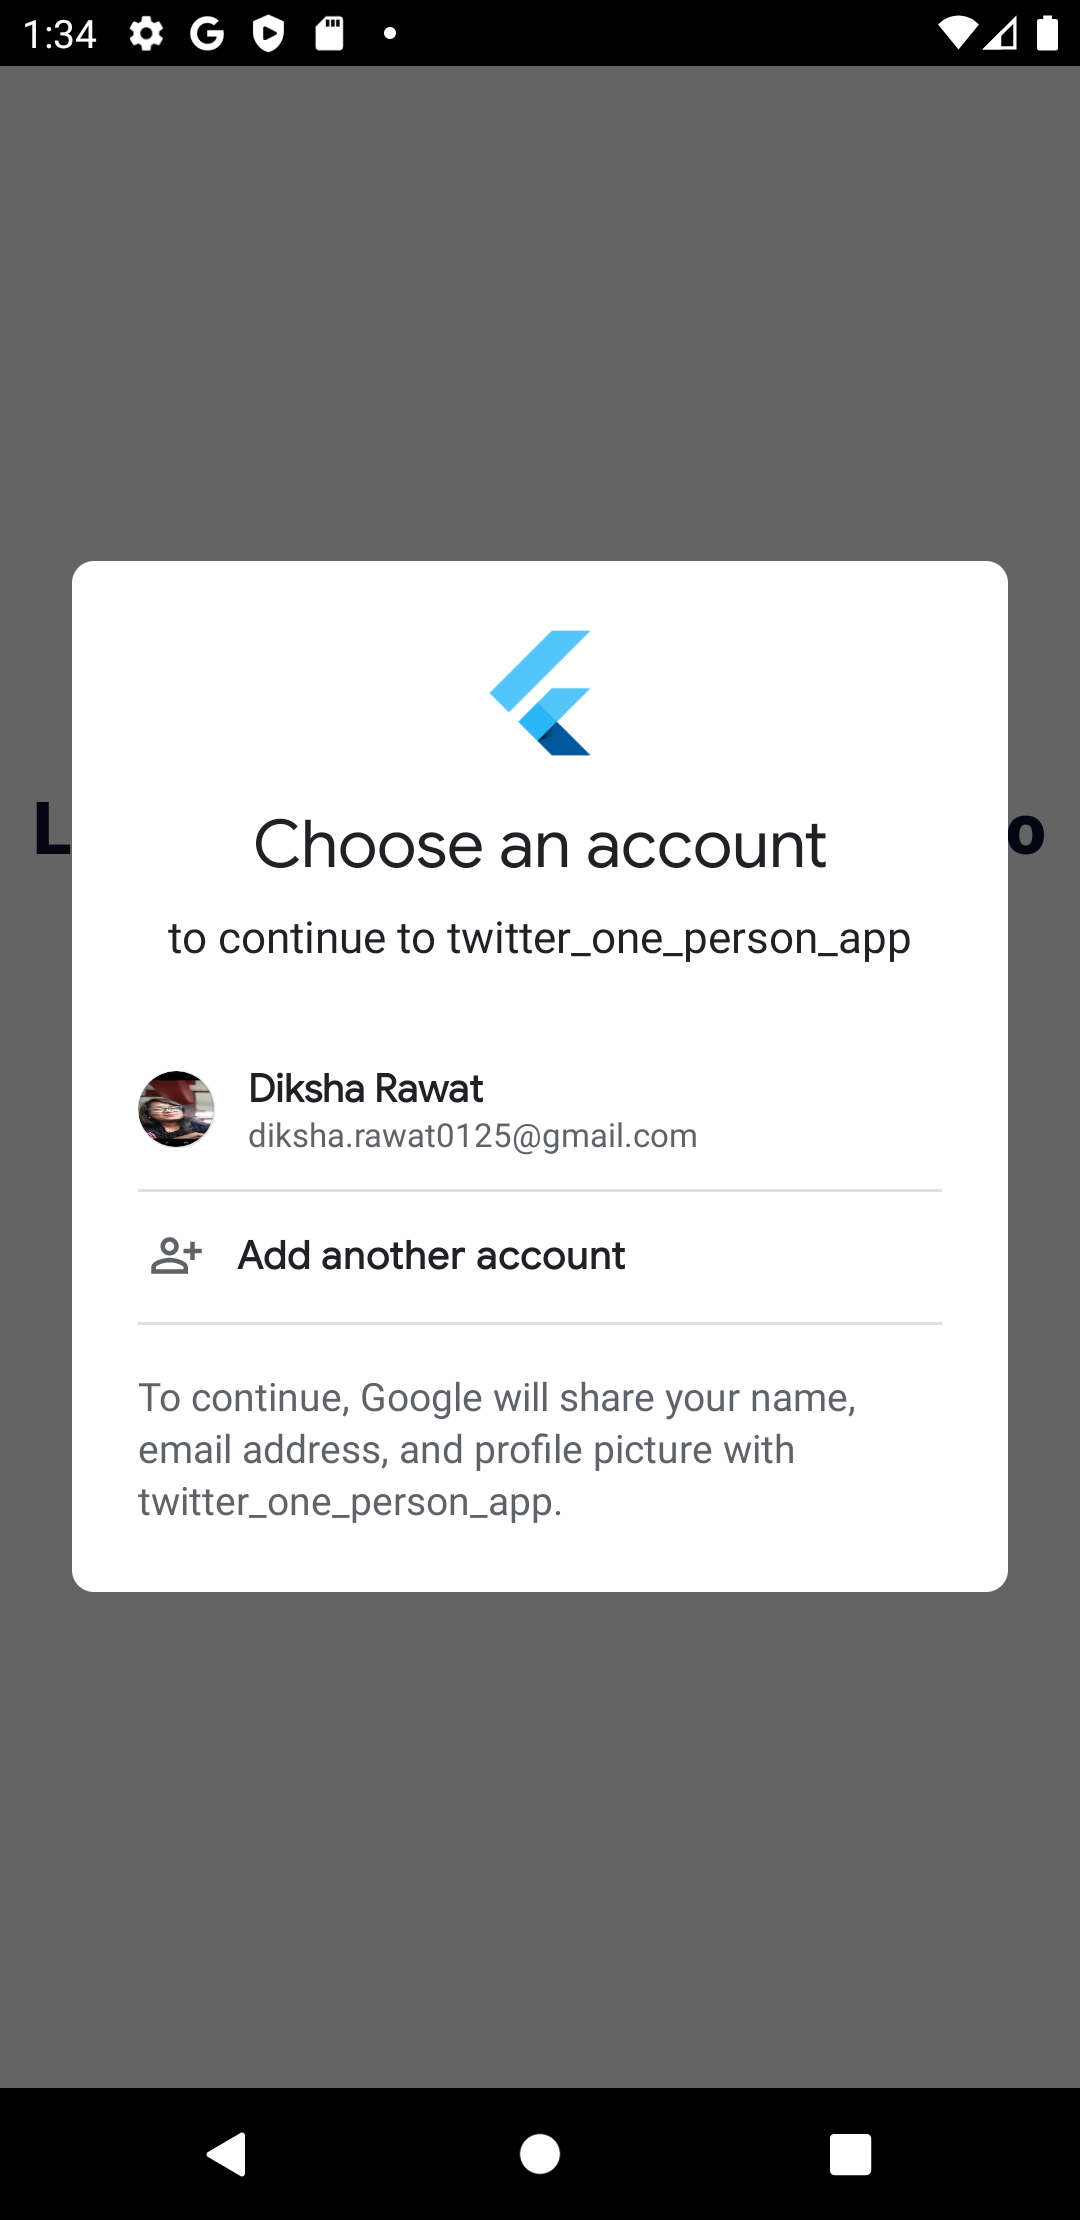 1:34
Choose an account
to continue to twitter_one_person_app
Diksha Rawat
diksha.rawat0125@gmail.com
Add another account
To continue, Google will share your name,
email address, and profile picture with
twitter_one_person_app.